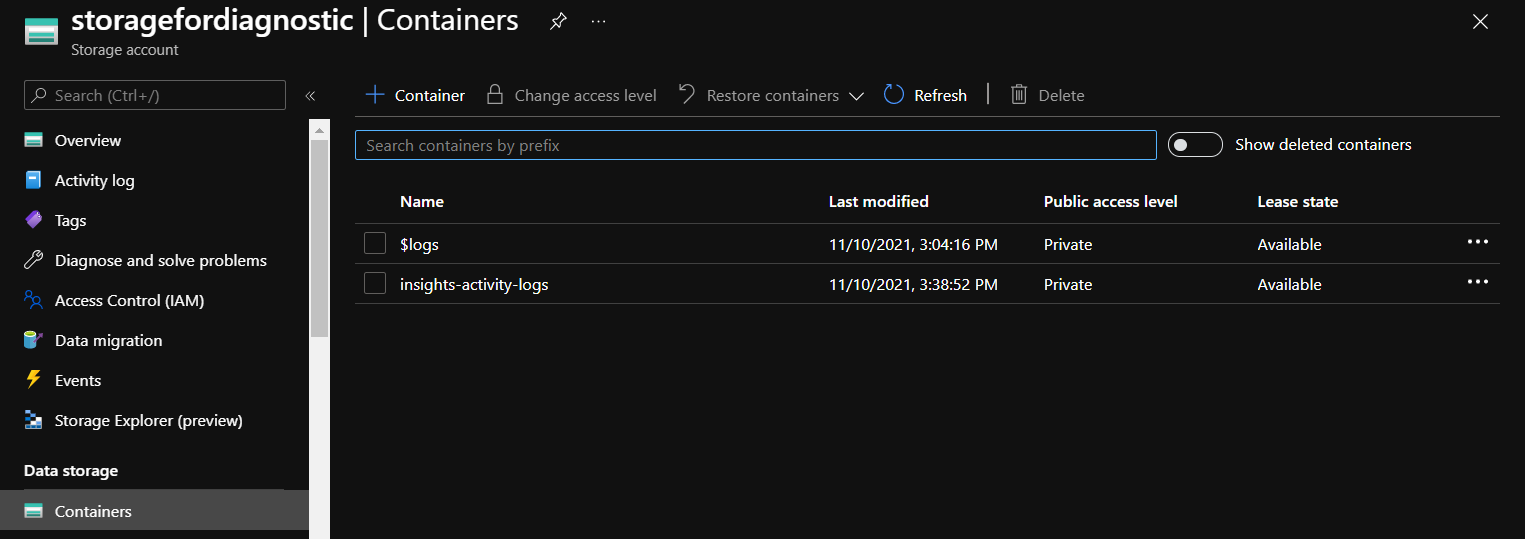 storagefordiagnostic | Containers
Storage account
Search (Ctrl+/)
Overview
Activity log
Tags
Diagnose and solve problems
Access Control (IAM)
Data migration
Events
Storage Explorer (preview)
Data storage
Containers
Container Change access level Restore containers Refresh Delete
Search containers by prefix
Show deleted containers
Name Last modified Public access level Lease state
$logs 11/10/2021, 3:04:16 PM Private Available
insights-activity-logs 11/10/2021, 3:38:52 PM Private Available